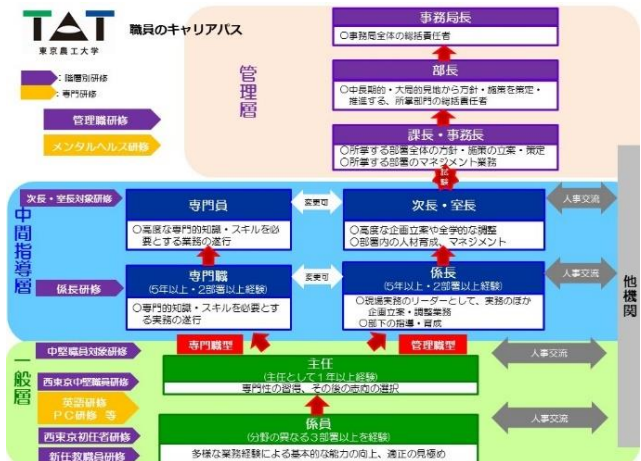 TAT
東京農工大学
職員のキャリアパス
：階層別研修
：専門研修
管理職研修
メンタルヘルス研修
管理層
事務局長
○事務局全体の総括責任者
部長
○中長期的・大局的見地から方針・施策を策定・
推進する、所掌部門の総括責任者
課長・事務長
○所掌する部署全体の方針・施策の立案・策定
○所掌する部署のマネジメント業務
試験
中間指導層
次長・室長対象研修
専門員
○高度な専門的知識・スキルを必
要とする業務の遂行
変更可
次長・室長
○高度な企画立案や全学的な調整
○部署内の人材育成、マネジメント
人事交流
係長研修
専門職
(5年以上・2部署以上経験)
○専門的知識・スキルを必要とす
る実務の遂行
変更可
係長
(5年以上・2部署以上経験)
○現場実務のリーダーとして、実務のほか
企画立案・調整業務
○部下の指導・育成
人事交流
他機関
専門職型
管理職型
一般層
中堅職員対象研修
西東京中堅職員研修
英語研修
PC研修 等
西東京初任者研修
新任教職員研修
主任
(主任として1年以上経験)
専門性の習得、その後の志向の選択
人事交流
係員
(分野の異なる3部署以上を経験)
多様な業務経験による基本的な能力の向上、適正の見極め
人事交流